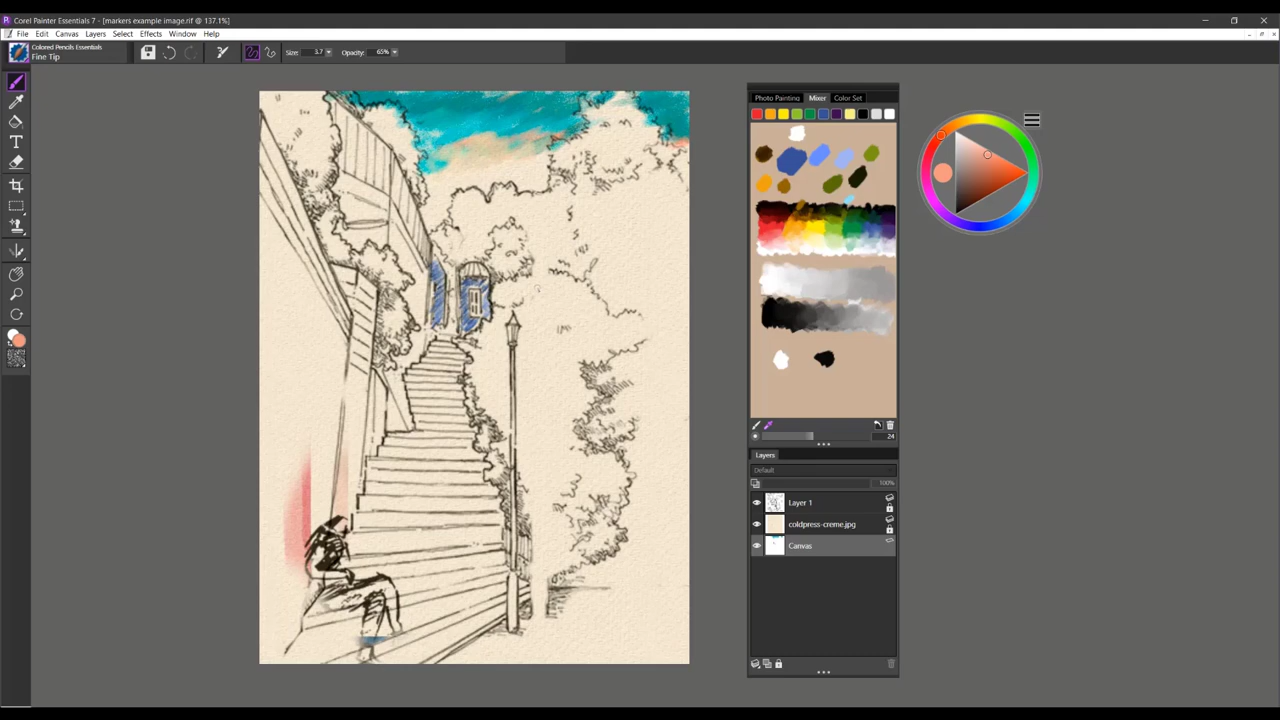 Corel Painter Essentials 7 - [markers example image.rif @ 137.1%]
File Edit Canvas Layers Select Effects Window Help
Colored Pencils Essentials
Fine Tip
Size: 3.7 Opacity: 65%
Photo Painting Mixer Color Set
24
Layers
Default
100%
Layer 1
coldpress-creme.jpg
Canvas